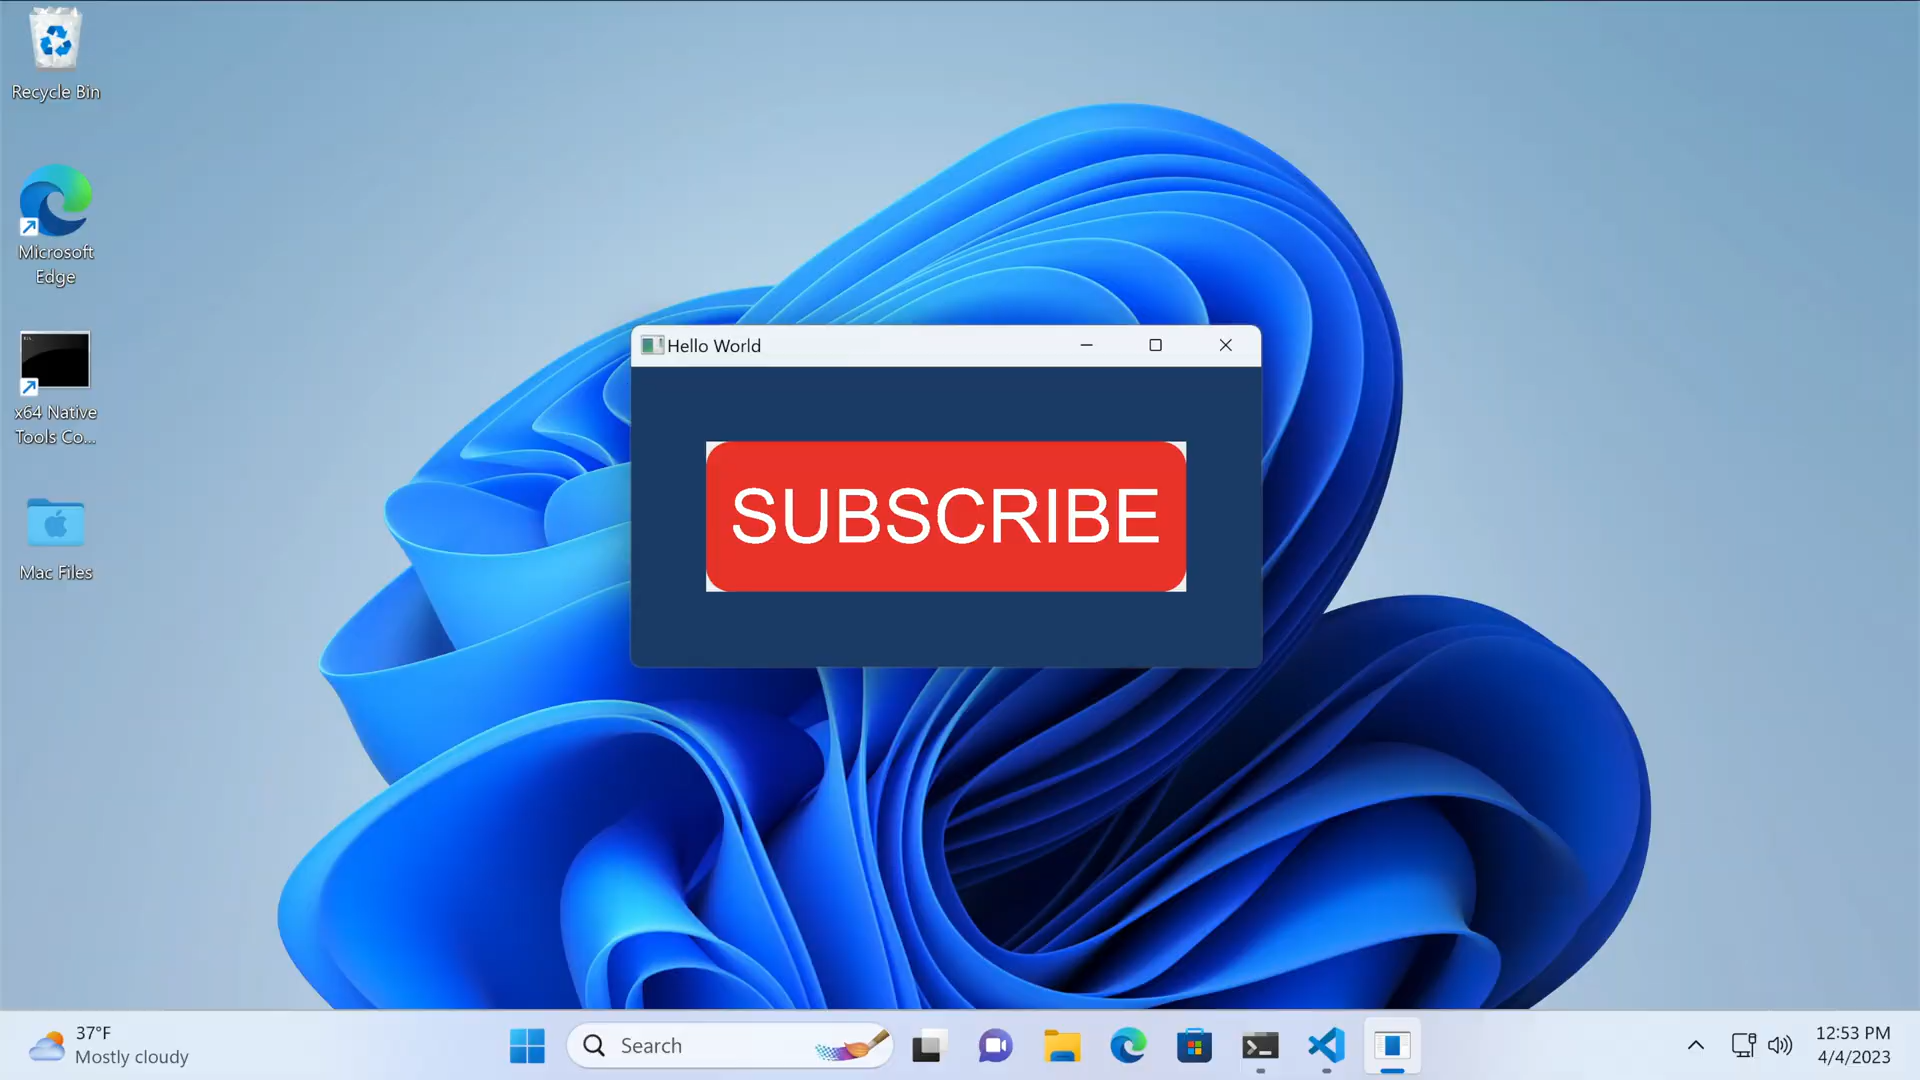 Recycle Bin
Microsoft
Edge
x64 Native
Tools Co...
Mac Files
Hello World
SUBSCRIBE
37°F
Mostly cloudy
Search
12:53 PM
4/4/2023